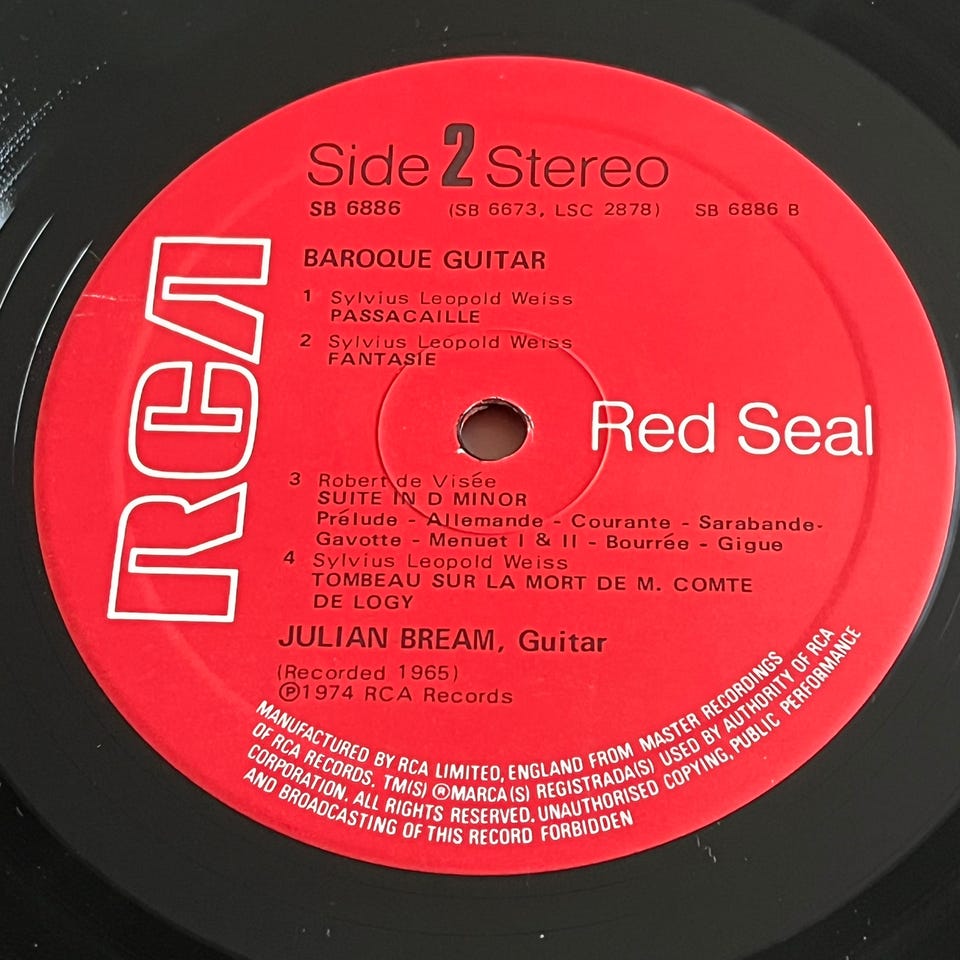 Side 2 Stereo
SB 6886 (SB 6673, LSC 2878) SB 6886 B
BAROQUE GUITAR
1 Sylvius Leopold Weiss
PASSACAILLE
2 Sylvius Leopold Weiss
FANTASIE
RCA
Red Seal
3 Robert de Visée
SUITE IN D MINOR
Prélude - Allemande - Courante - Sarabande-
Gavotte - Menuet I & II - Bourrée - Gigue
4 Sylvius Leopold Weiss
TOMBEAU SUR LA MORT DE M. COMTE
DE LOGY
JULIAN BREAM, Guitar
(Recorded 1965)
℗1974 RCA Records
MANUFACTURED BY RCA LIMITED, ENGLAND FROM MASTER RECORDINGS
OF RCA RECORDS. TM(S) ®MARCA(S) REGISTRADA(S) USED BY AUTHORITY OF RCA
CORPORATION. ALL RIGHTS RESERVED. UNAUTHORISED COPYING, PUBLIC PERFORMANCE
AND BROADCASTING OF THIS RECORD FORBIDDEN